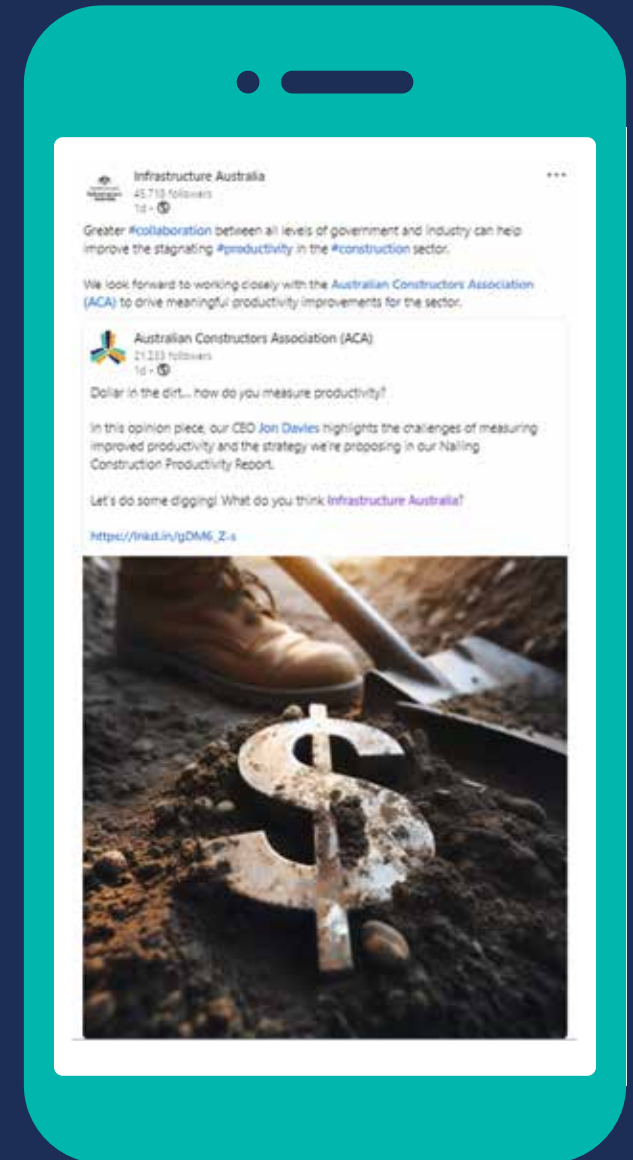 Infrastructure Australia
45,710 followers
1d •
Greater #collaboration between all levels of government and industry can help
improve the stagnating #productivity in the #construction sector.
We look forward to working closely with the Australian Constructors Association
(ACA) to drive meaningful productivity improvements for the sector.
Australian Constructors Association (ACA)
21,233 followers
1d •
Dollar in the dirt... how do you measure productivity?
In this opinion piece, our CEO Jon Davies highlights the challenges of measuring
improved productivity and the strategy we're proposing in our Nailing
Construction Productivity Report.
Let's do some digging! What do you think Infrastructure Australia?
https://lnkd.in/gDM6_Z-s